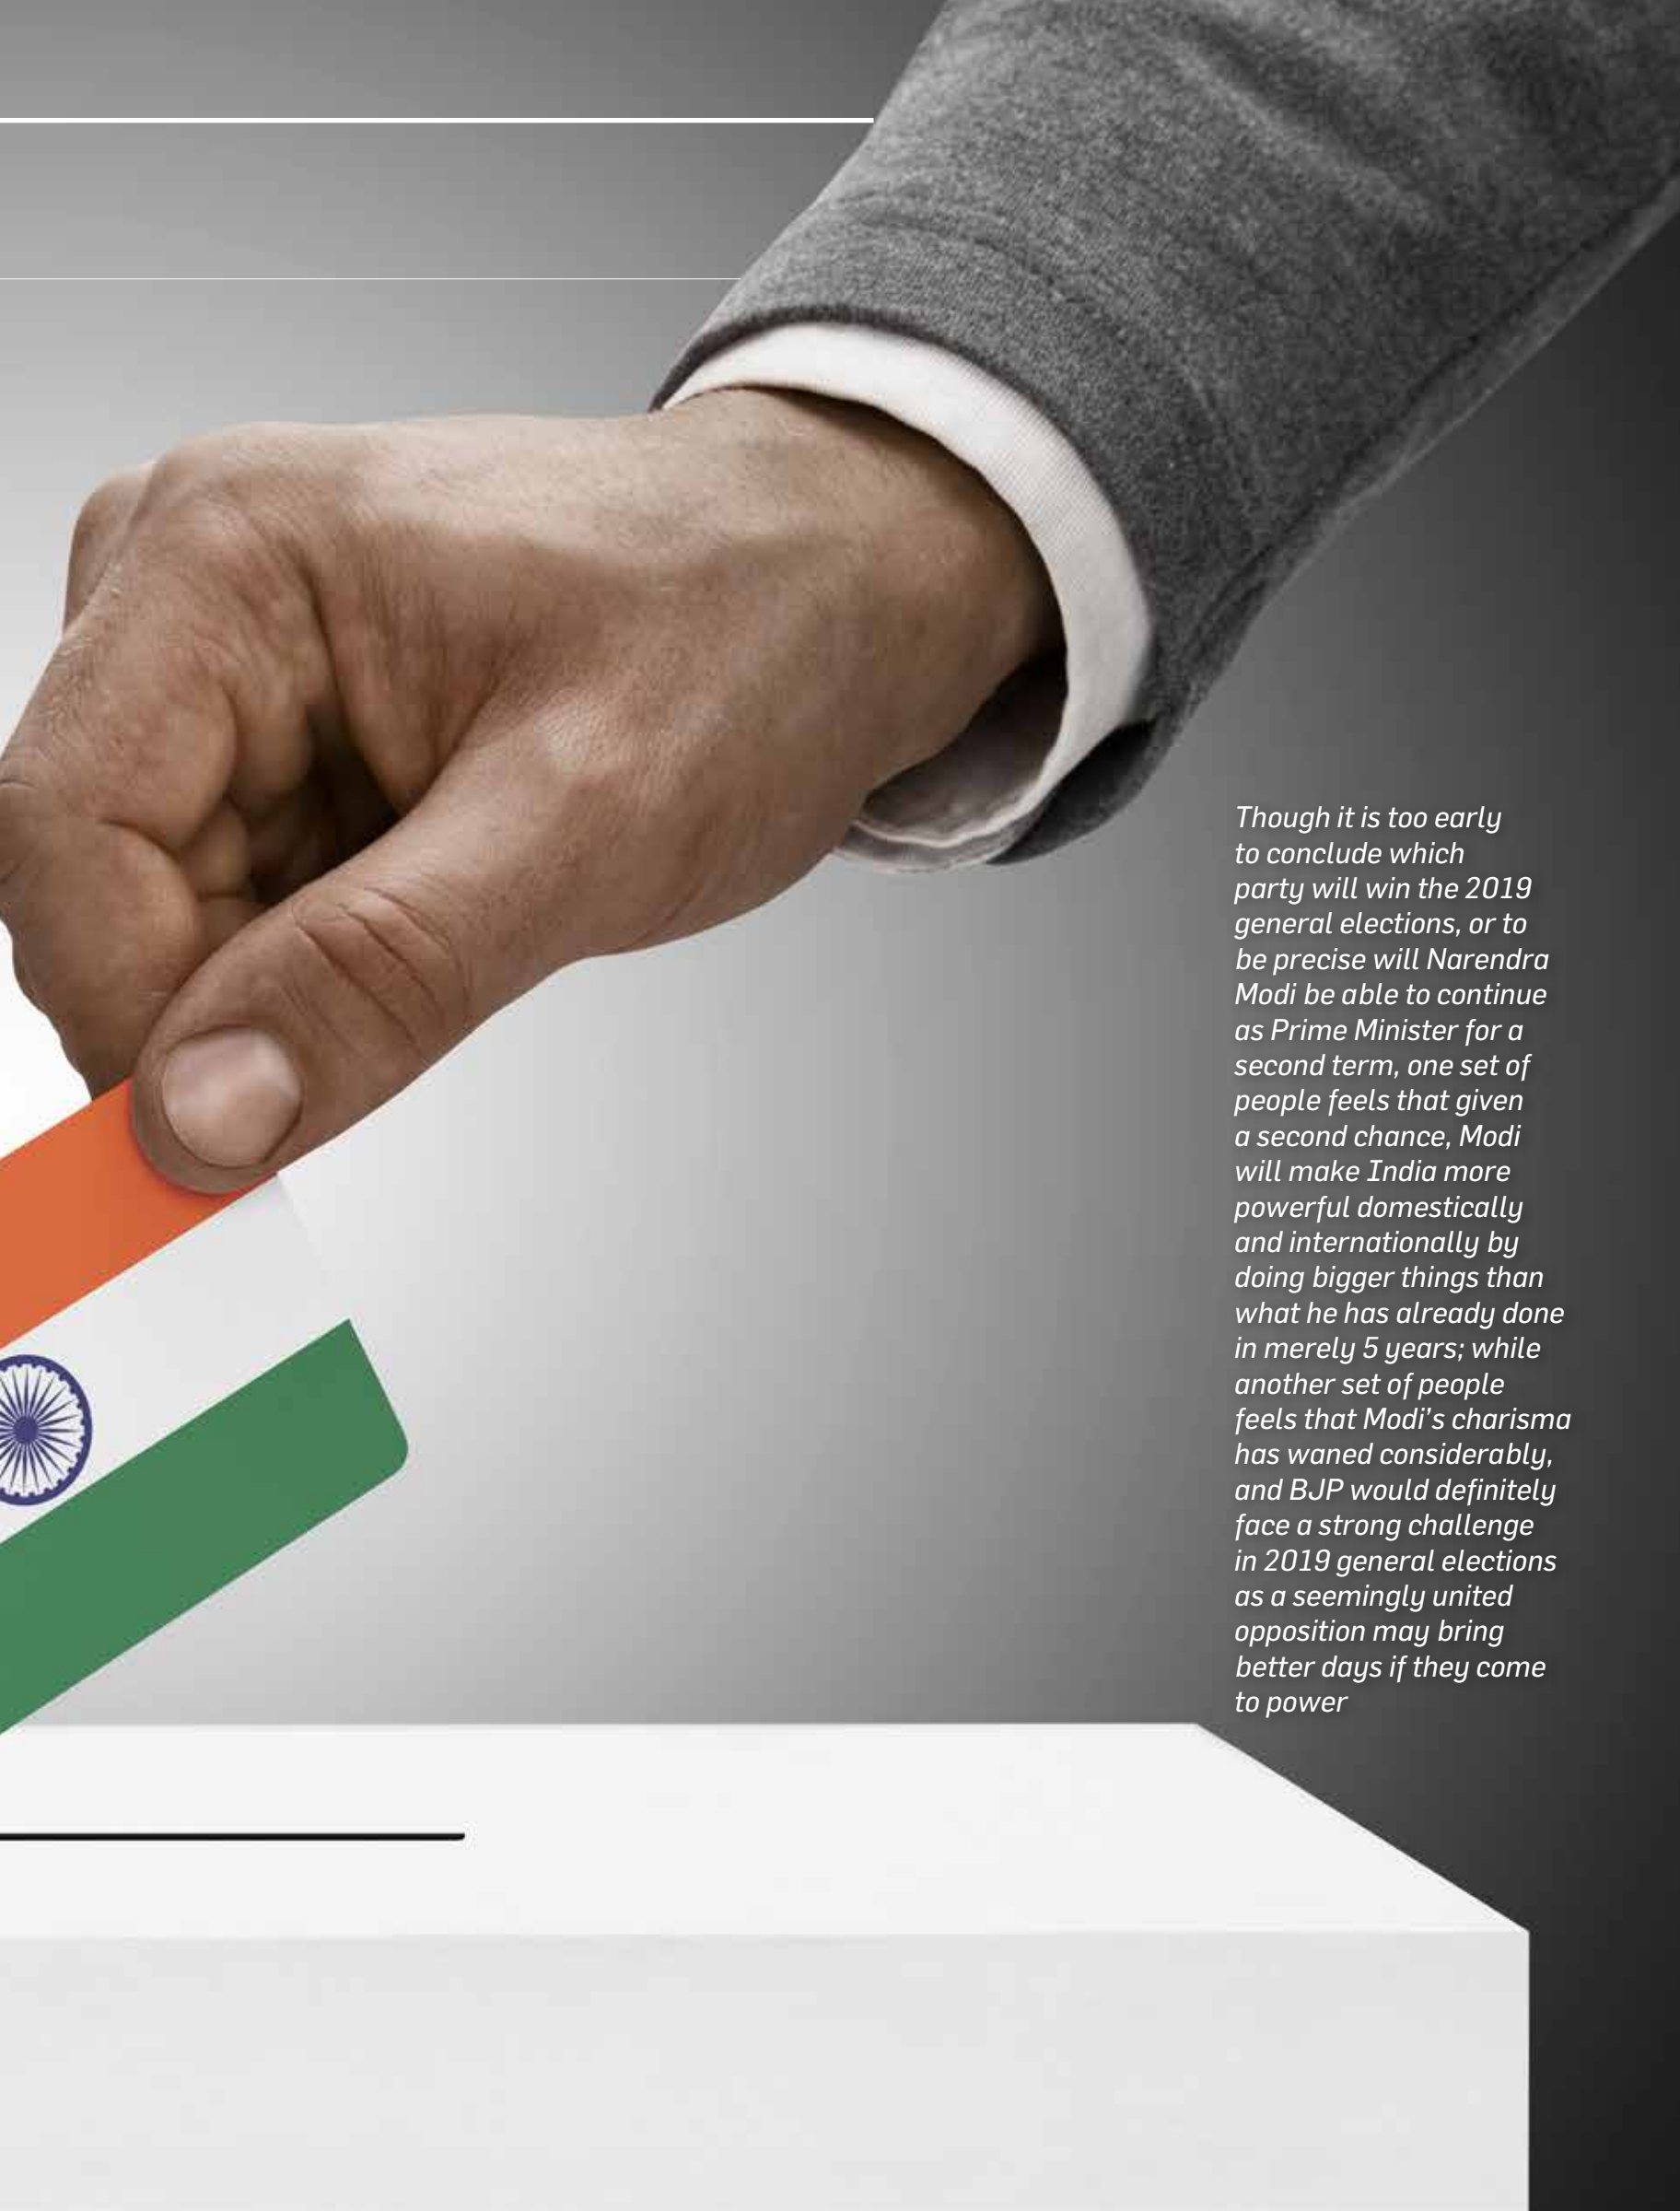 Though it is too early
to conclude which
party will win the 2019
general elections, or to
be precise will Narendra
Modi be able to continue
as Prime Minister for a
second term, one set of
people feels that given
a second chance, Modi
will make India more
powerful domestically
and internationally by
doing bigger things than
what he has already done
in merely 5 years; while
another set of people
feels that Modi’s charisma
has waned considerably,
and BJP would definitely
face a strong challenge
in 2019 general elections
as a seemingly united
opposition may bring
better days if they come
to power